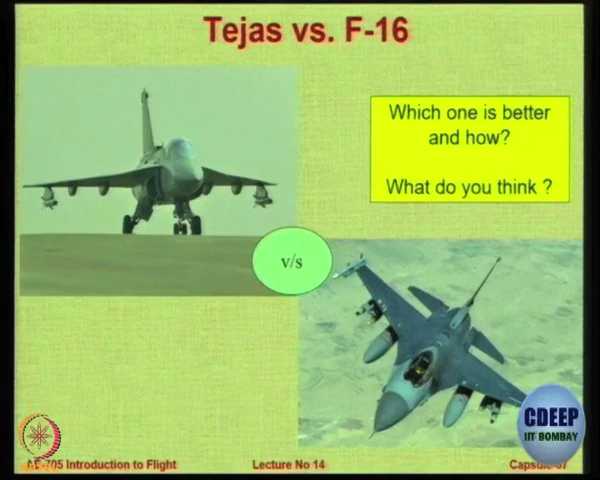 Tejas vs. F-16
Which one is better
and how?
What do you think ?
v/s
CDEEP
IIT BOMBAY
Introduction to Flight
Lecture No 14